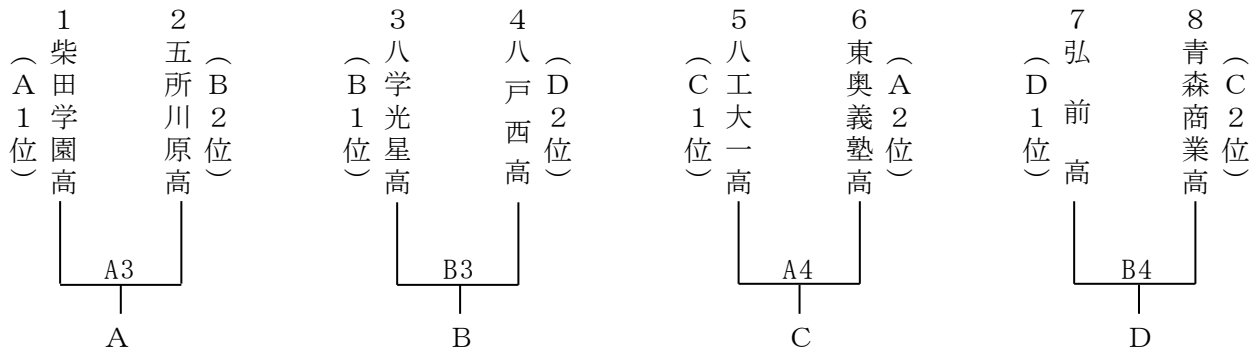 1柴田学園高
（A1位）
2五所川原高
（B2位）
3八学光星高
（B1位）
4八戸西高
（D2位）
5八工大一高
（C1位）
6東奥義塾高
（A2位）
7弘前高
（D1位）
8青森商業高
（C2位）
A3
B3
A4
B4
A
B
C
D